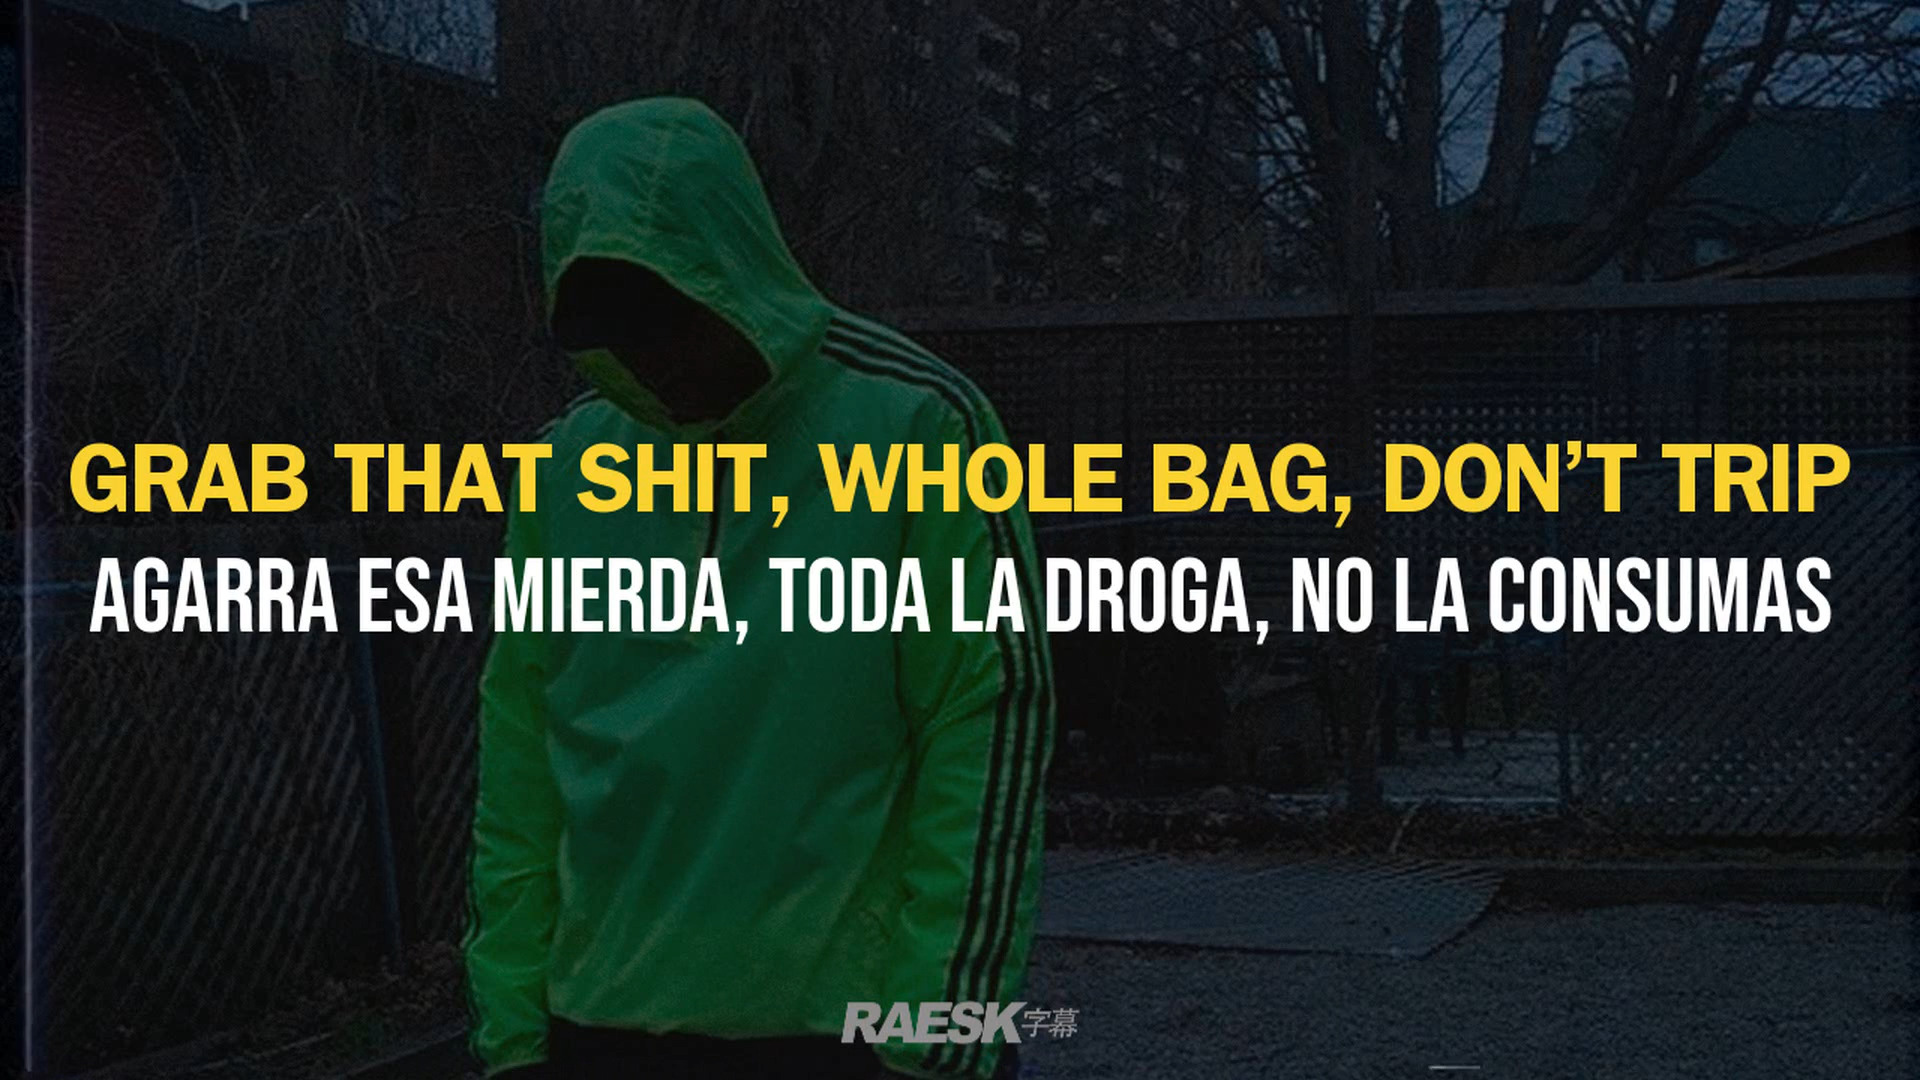 GRAB THAT SHIT, WHOLE BAG, DON’T TRIP
AGARRA ESA MIERDA, TODA LA DROGA, NO LA CONSUMAS
RAESK字幕